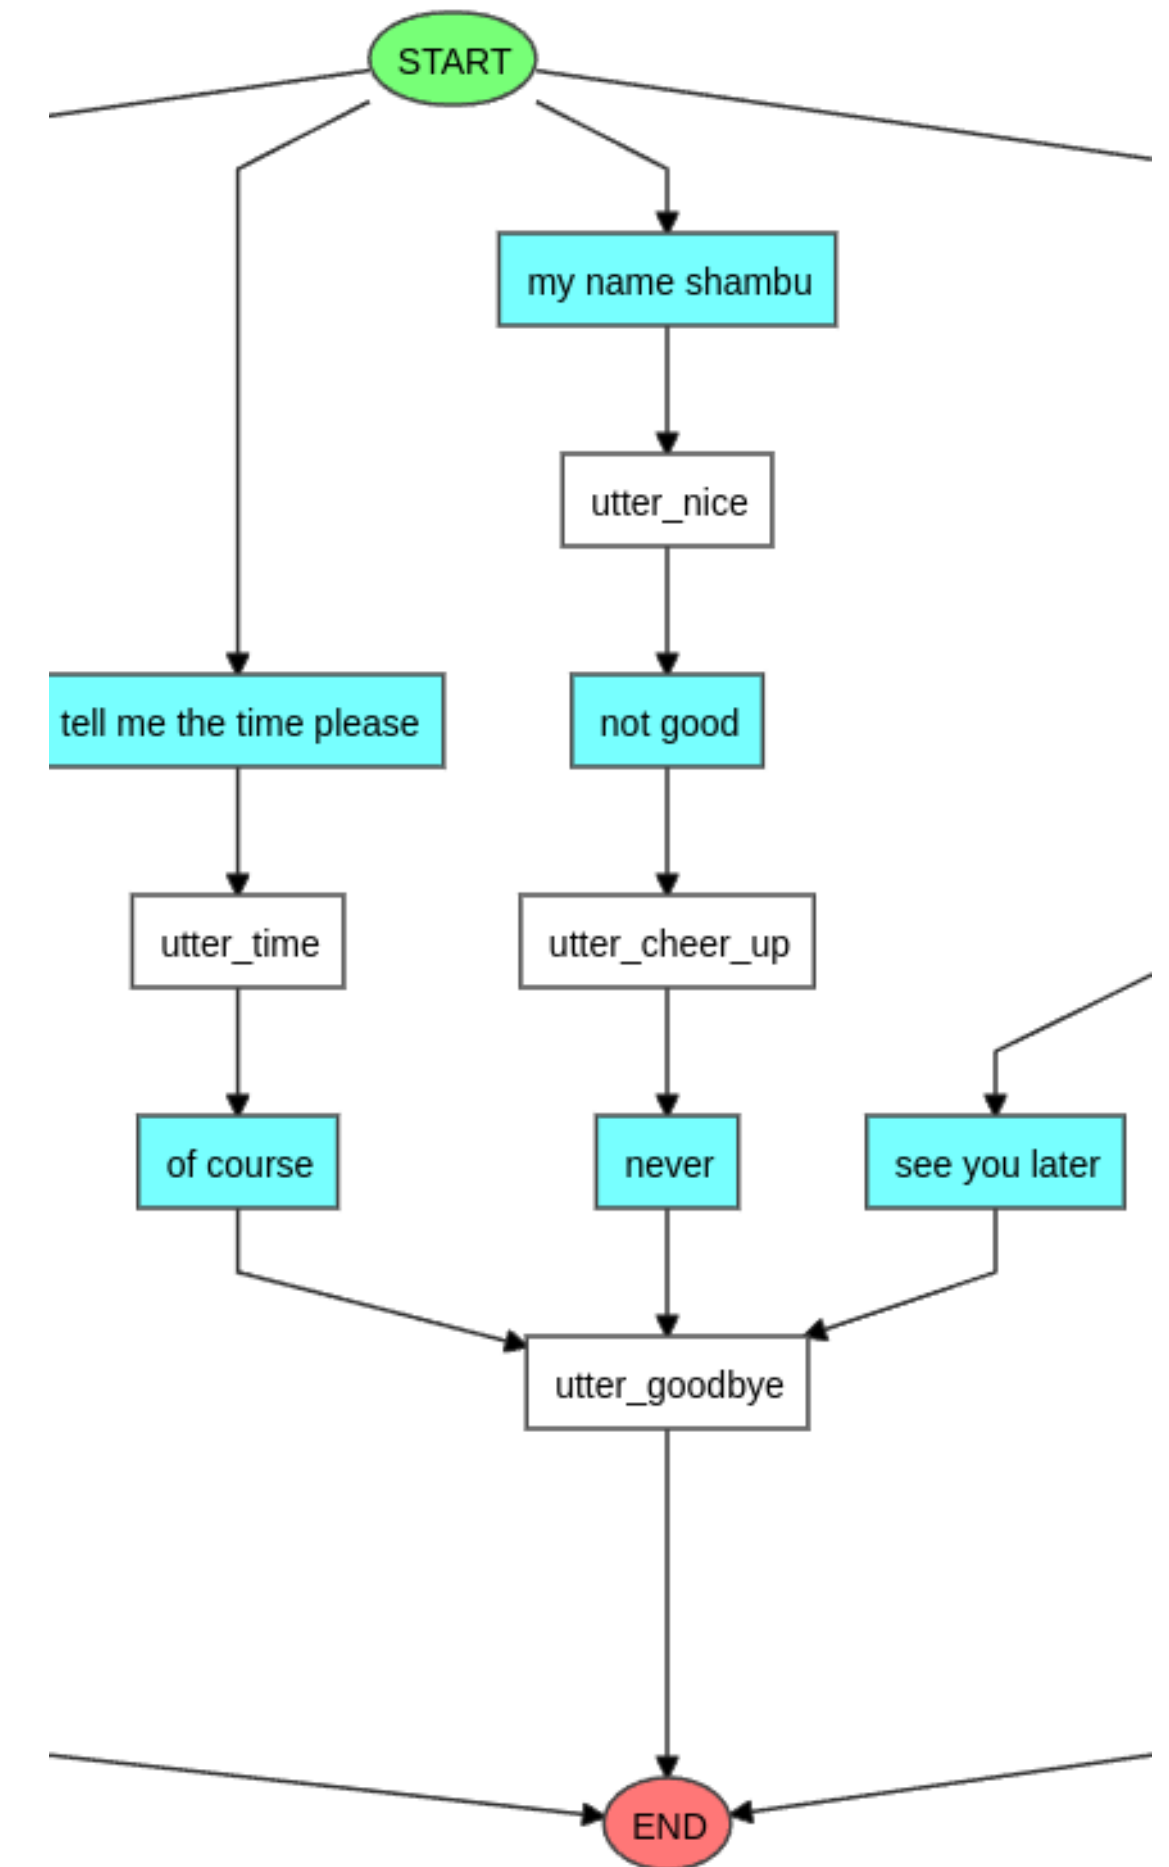 START
my name shambu
utter_nice
tell me the time please
not good
utter_time
utter_cheer_up
of course
never
see you later
utter_goodbye
END